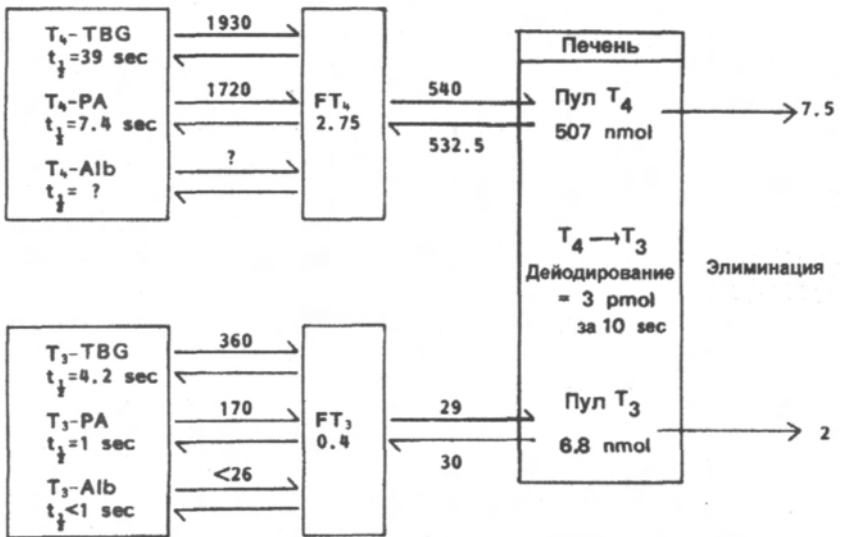 T₄-TBG
t½=39 sec
T₄-PA
t½=7.4 sec
T₄-Alb
t½= ?
1930
1720
?
FT₄
2.75
540
532.5
Печень
Пул T₄
507 nmol
7.5
T₄ → T₃
Дейодирование
= 3 pmol
за 10 sec
Элиминация
T₃-TBG
t½=4.2 sec
T₃-PA
t½=1 sec
T₃-Alb
t½<1 sec
360
170
<26
FT₃
0.4
29
30
Пул T₃
6.8 nmol
2